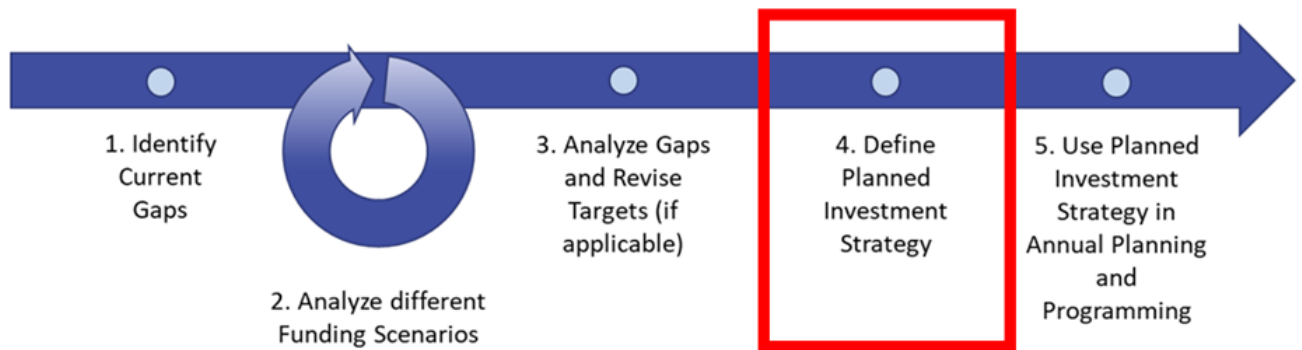 1. Identify
Current
Gaps
2. Analyze different
Funding Scenarios
3. Analyze Gaps
and Revise
Targets (if
applicable)
4. Define
Planned
Investment
Strategy
5. Use Planned
Investment
Strategy in
Annual Planning
and
Programming